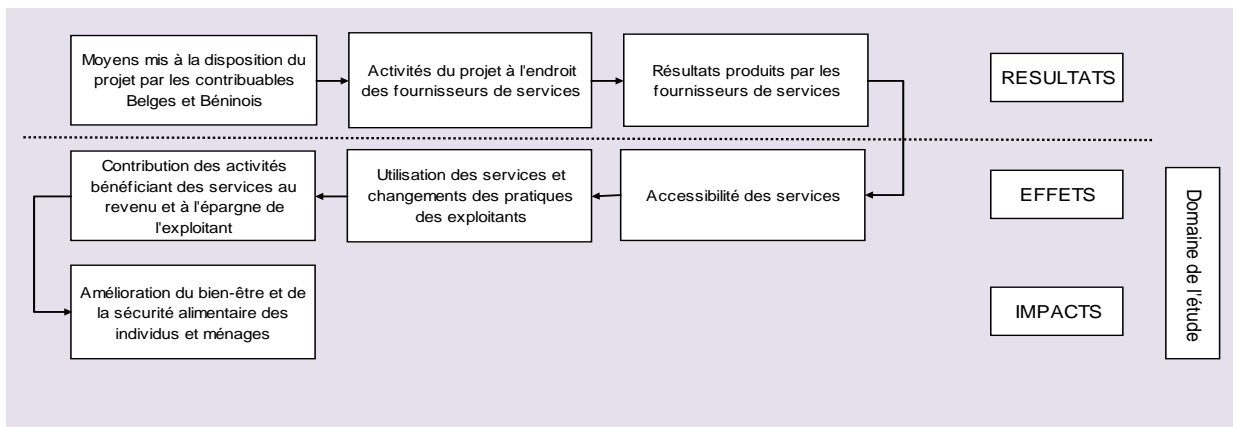 Moyens mis à la disposition du
projet par les contribuables
Belges et Béninois
Activités du projet à l'endroit
des fournisseurs de services
Résultats produits par les
fournisseurs de services
RESULTATS
Contribution des activités
bénéficiant des services au
revenu et à l'épargne de
l'exploitant
Utilisation des services et
changements des pratiques
des exploitants
Accessibilité des services
EFFETS
Amélioration du bien-être et de
la sécurité alimentaire des
individus et ménages
IMPACTS
Domaine de l'étude